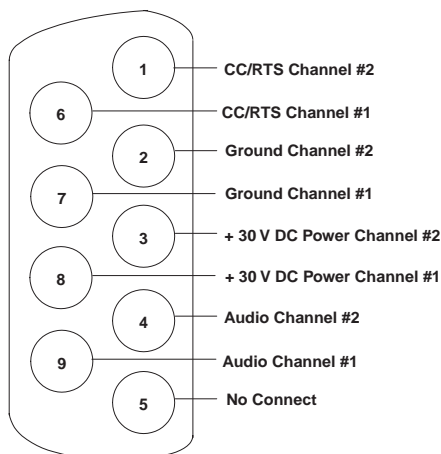 1 CC/RTS Channel #2
6 CC/RTS Channel #1
2 Ground Channel #2
7 Ground Channel #1
3 + 30 V DC Power Channel #2
8 + 30 V DC Power Channel #1
4 Audio Channel #2
9 Audio Channel #1
5 No Connect